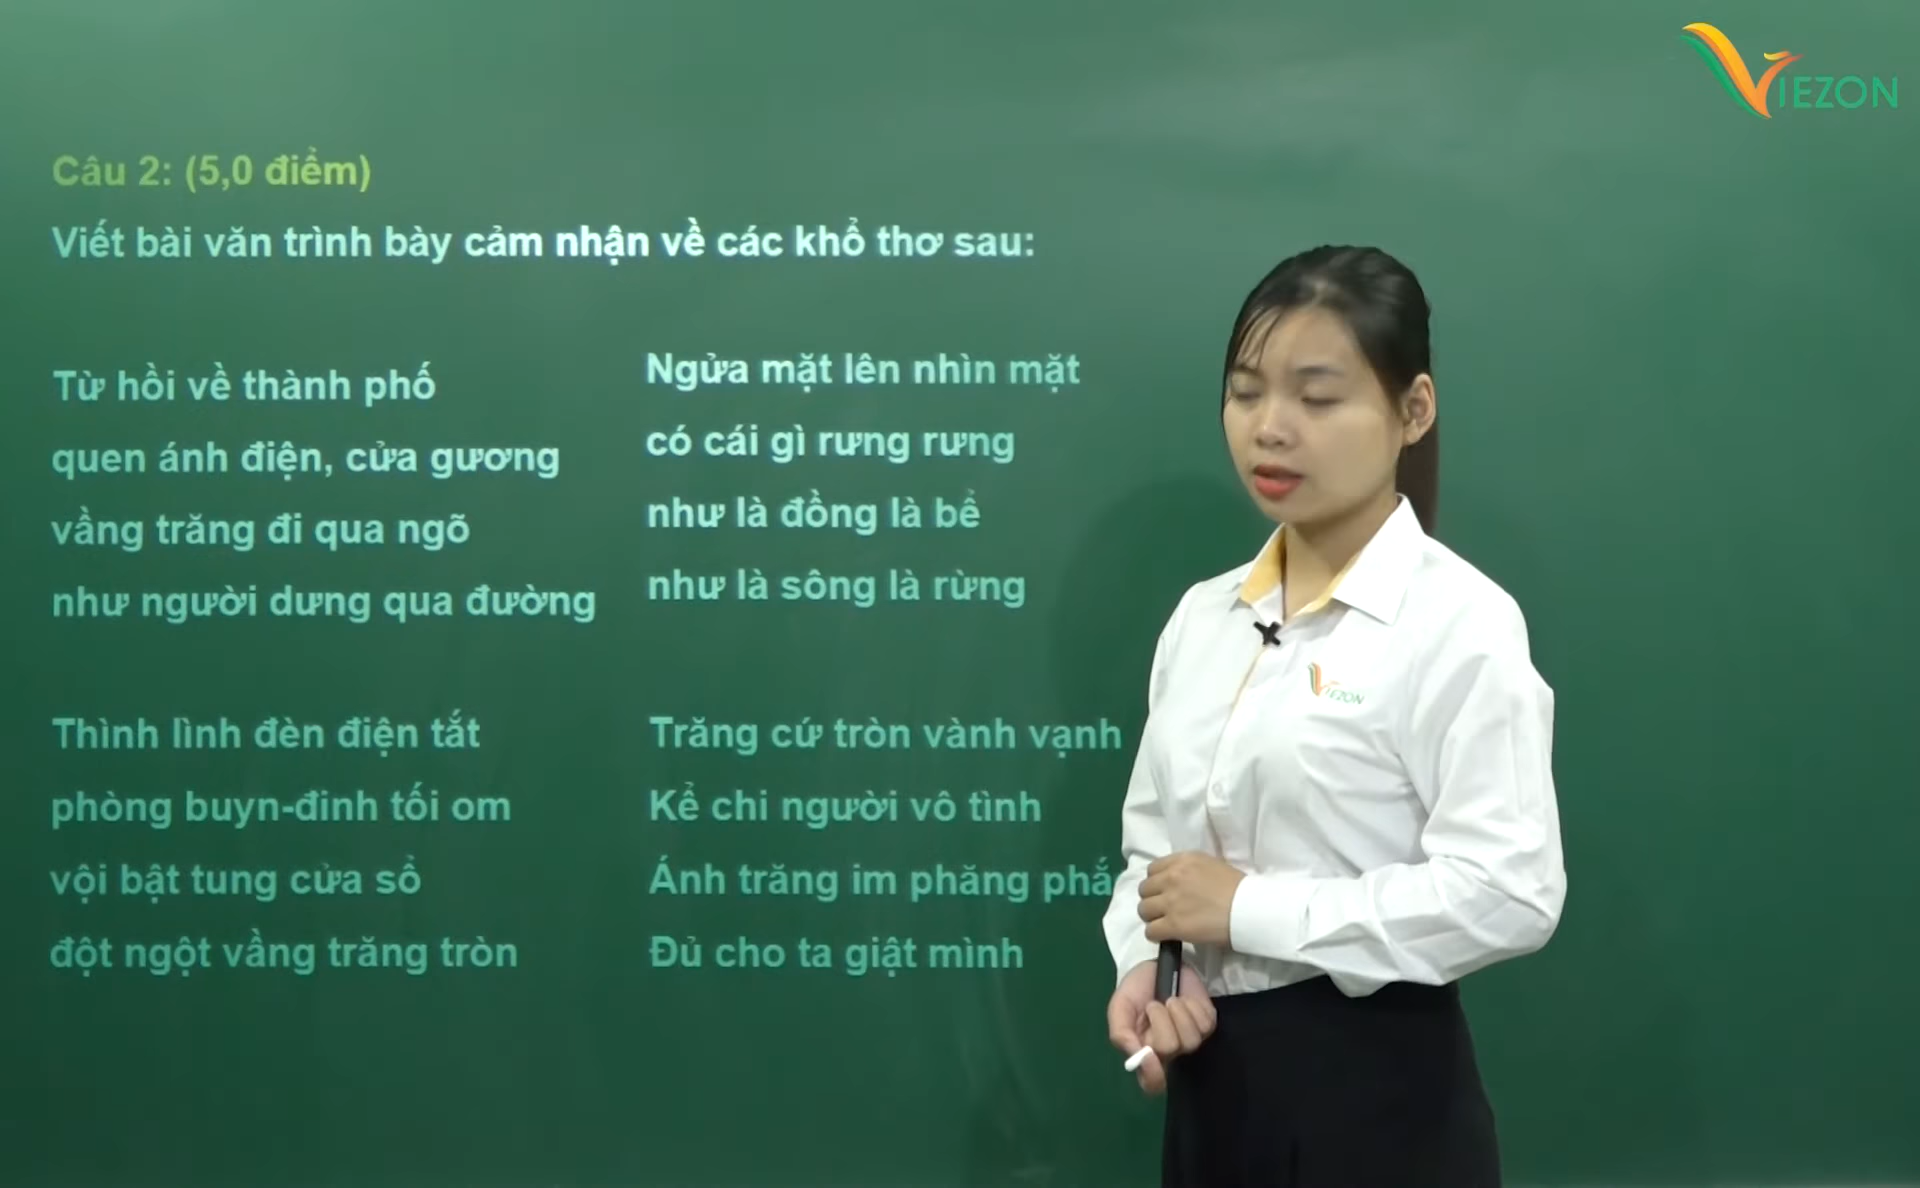 VIEZON
Câu 2: (5,0 điểm)
Viết bài văn trình bày cảm nhận về các khổ thơ sau:
Từ hồi về thành phố
quen ánh điện, cửa gương
vầng trăng đi qua ngõ
như người dưng qua đường
Thình lình đèn điện tắt
phòng buyn-đinh tối om
vội bật tung cửa sổ
đột ngột vầng trăng tròn
Ngửa mặt lên nhìn mặt
có cái gì rưng rưng
như là đồng là bể
như là sông là rừng
Trăng cứ tròn vành vạnh
Kể chi người vô tình
Ánh trăng im phăng phắ
Đủ cho ta giật mình
VIEZON